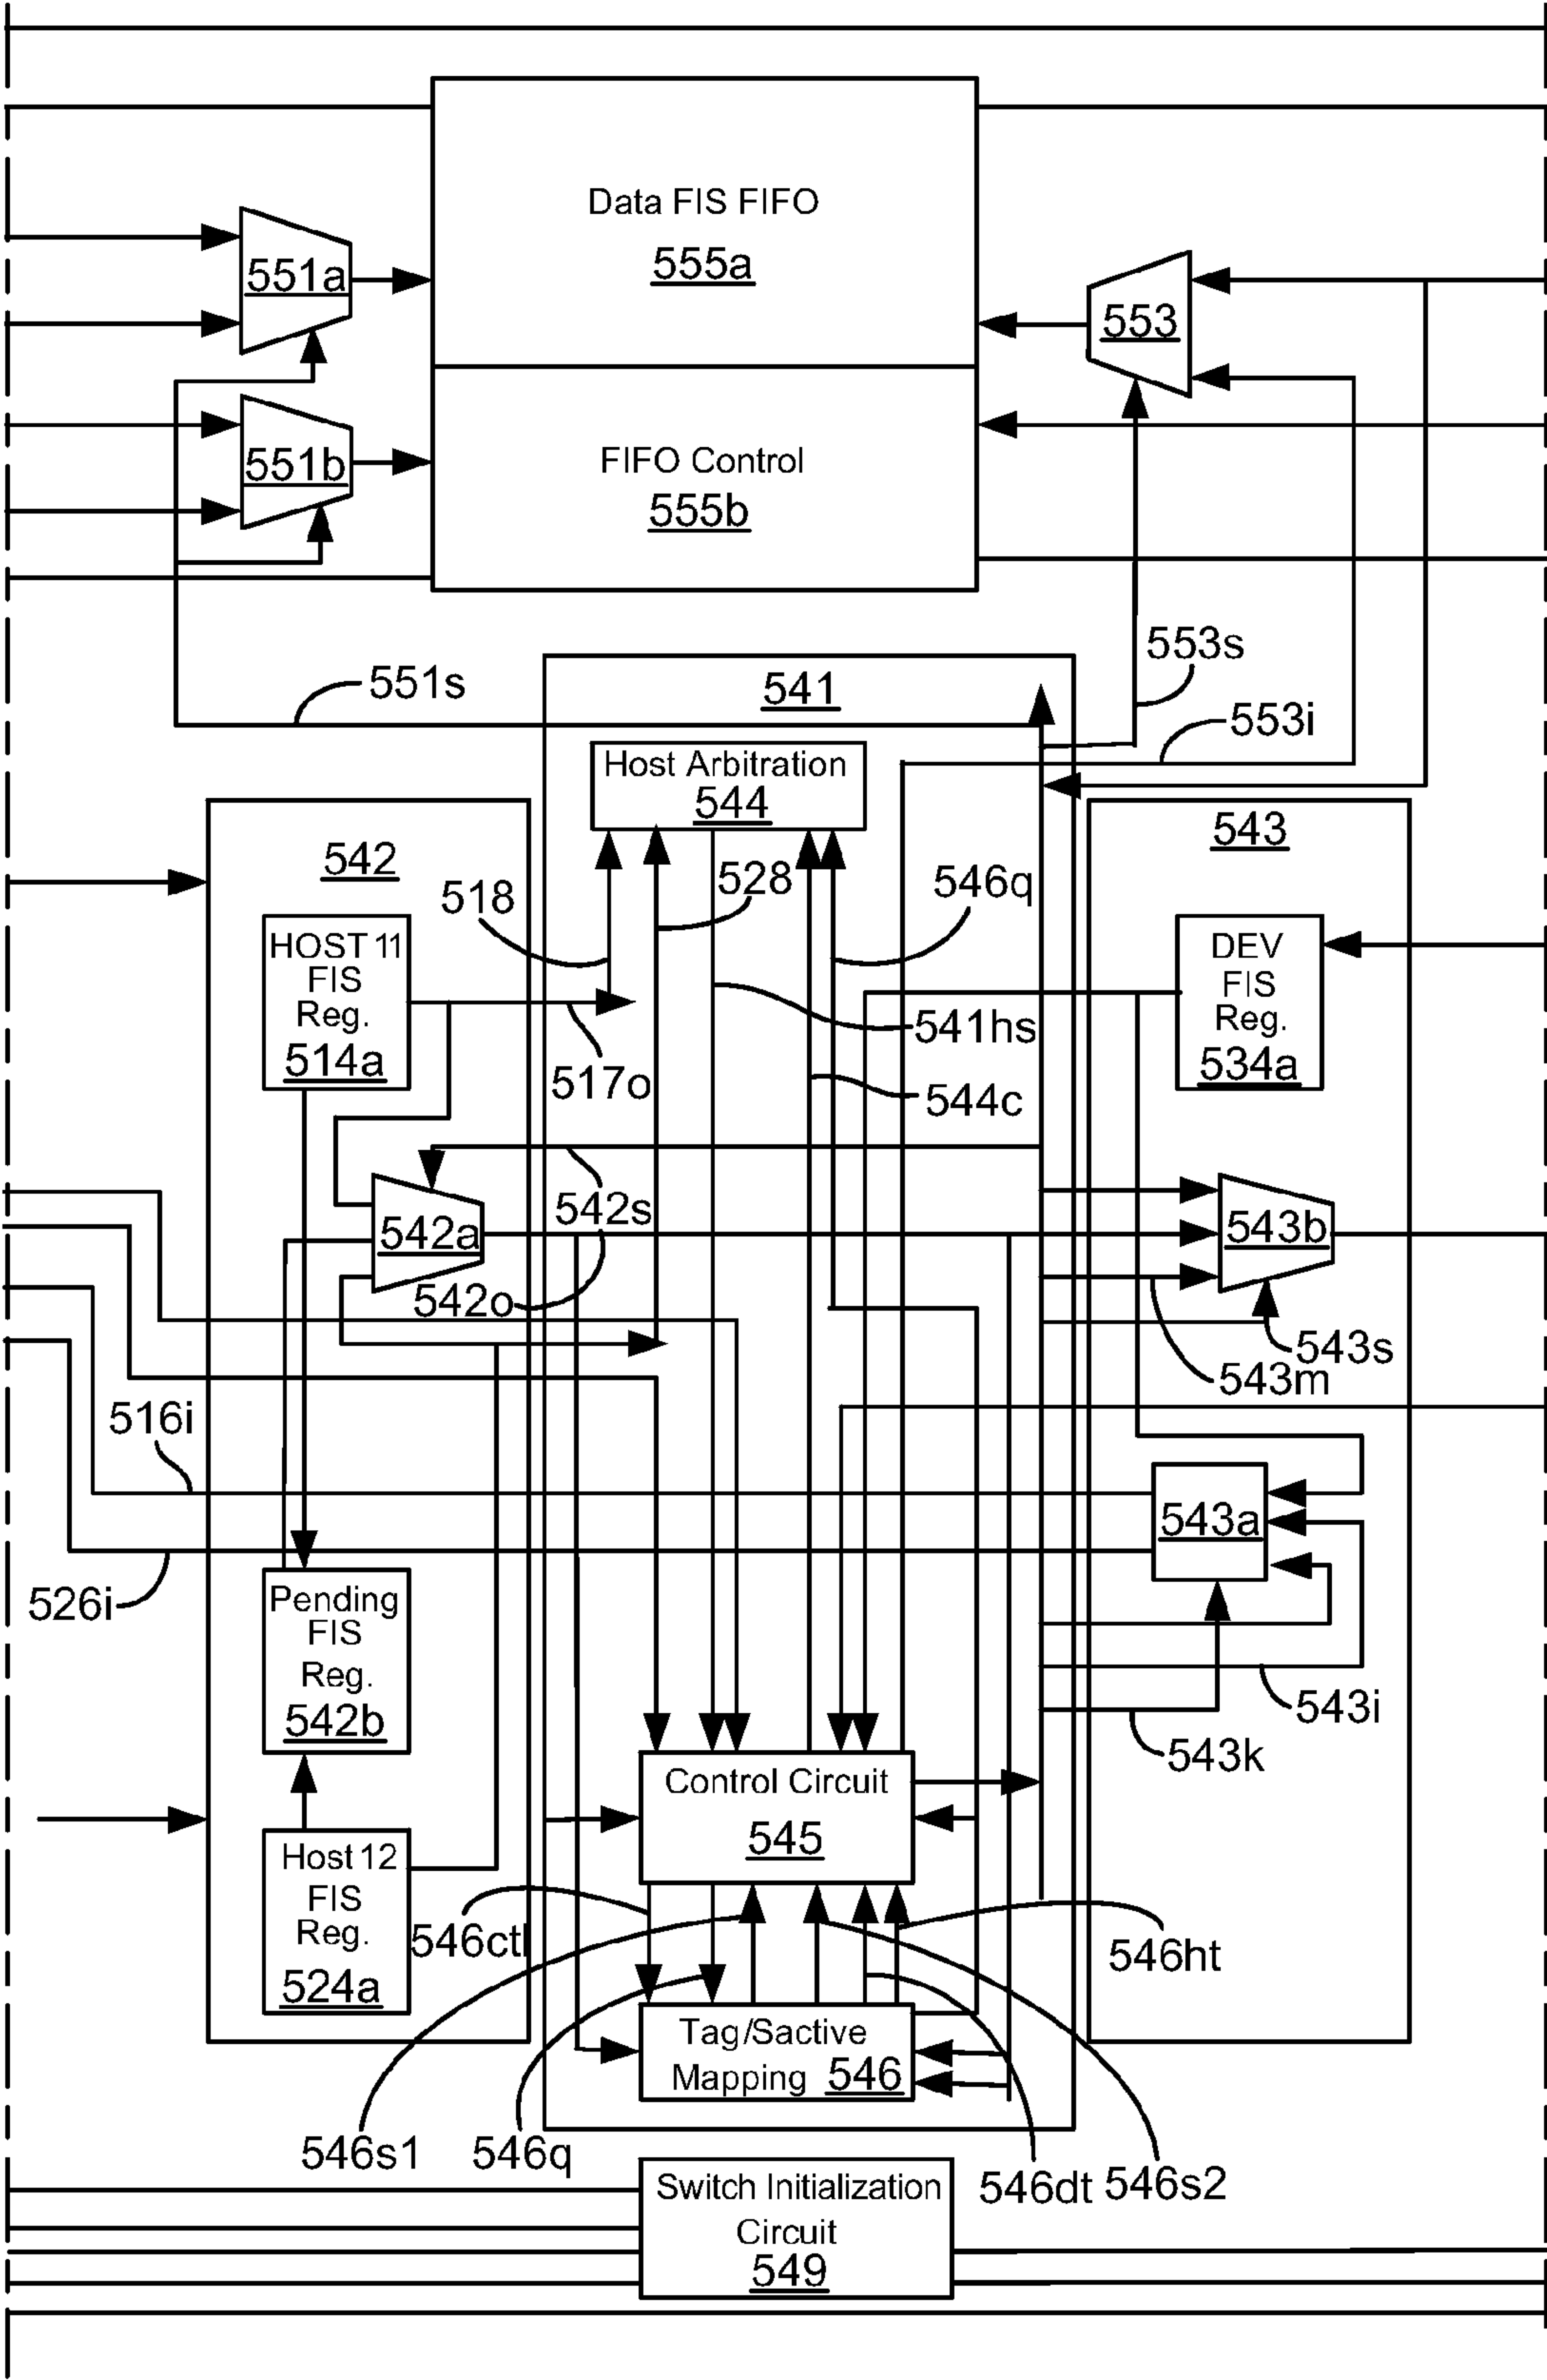 Data FIS FIFO
555a
551a
553
551b
FIFO Control
555b
553s
551s
541
553i
Host Arbitration
544
543
542
528
518
546q
HOST 11
FIS
Reg.
514a
DEV
FIS
Reg.
534a
541hs
517o
544c
542s
542a
543b
542o
543s
543m
516i
543a
526i
Pending
FIS
Reg.
542b
543i
543k
Control Circuit
545
Host 12
FIS
Reg.
524a
546ctl
546ht
Tag/Sactive
Mapping 546
546s1
546q
546dt
546s2
Switch Initialization
Circuit
549